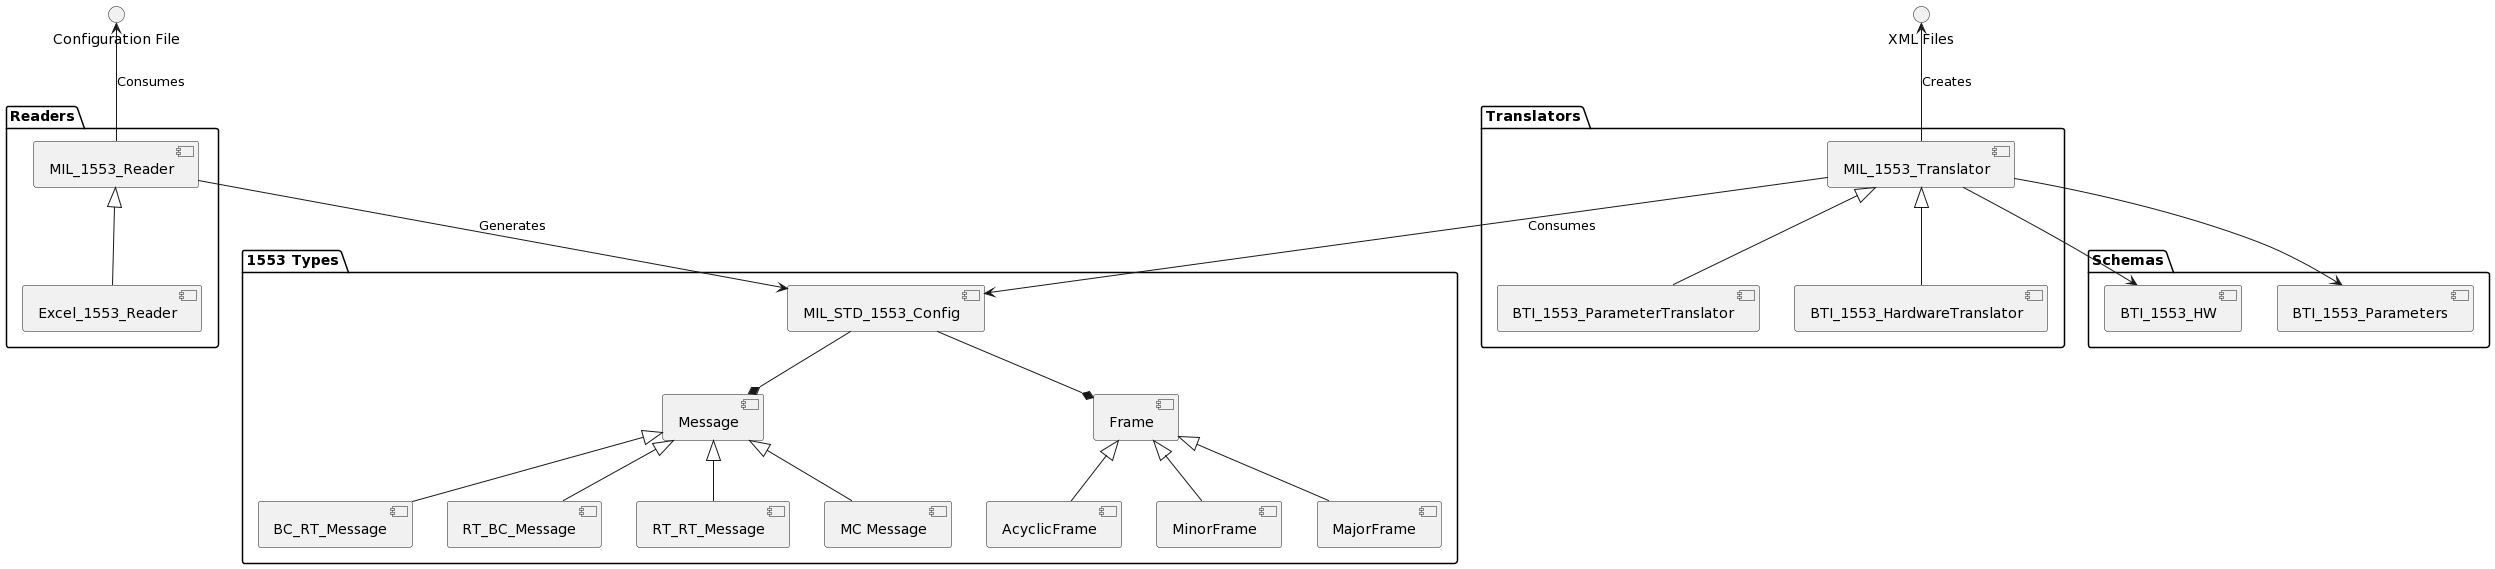 Configuration File
XML Files
Consumes
Creates
Readers
Translators
MIL_1553_Reader
MIL_1553_Translator
Generates
Consumes
1553 Types
Schemas
Excel_1553_Reader
MIL_STD_1553_Config
BTI_1553_ParameterTranslator
BTI_1553_HardwareTranslator
BTI_1553_HW
BTI_1553_Parameters
Message
Frame
BC_RT_Message
RT_BC_Message
RT_RT_Message
MC Message
AcyclicFrame
MinorFrame
MajorFrame